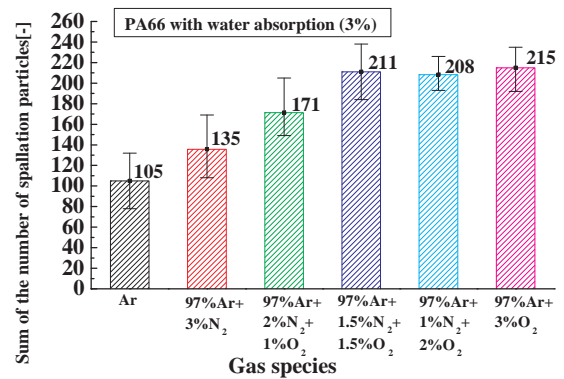 PA66 with water absorption (3%)
Sum of the number of spallation particles[-]
260
240
220
200
180
160
140
120
100
80
60
40
20
0
105
135
171
211
208
215
Ar
97%Ar+
3%N₂
97%Ar+
2%N₂+
1%O₂
97%Ar+
1.5%N₂+
1.5%O₂
97%Ar+
1%N₂+
2%O₂
97%Ar+
3%O₂
Gas species